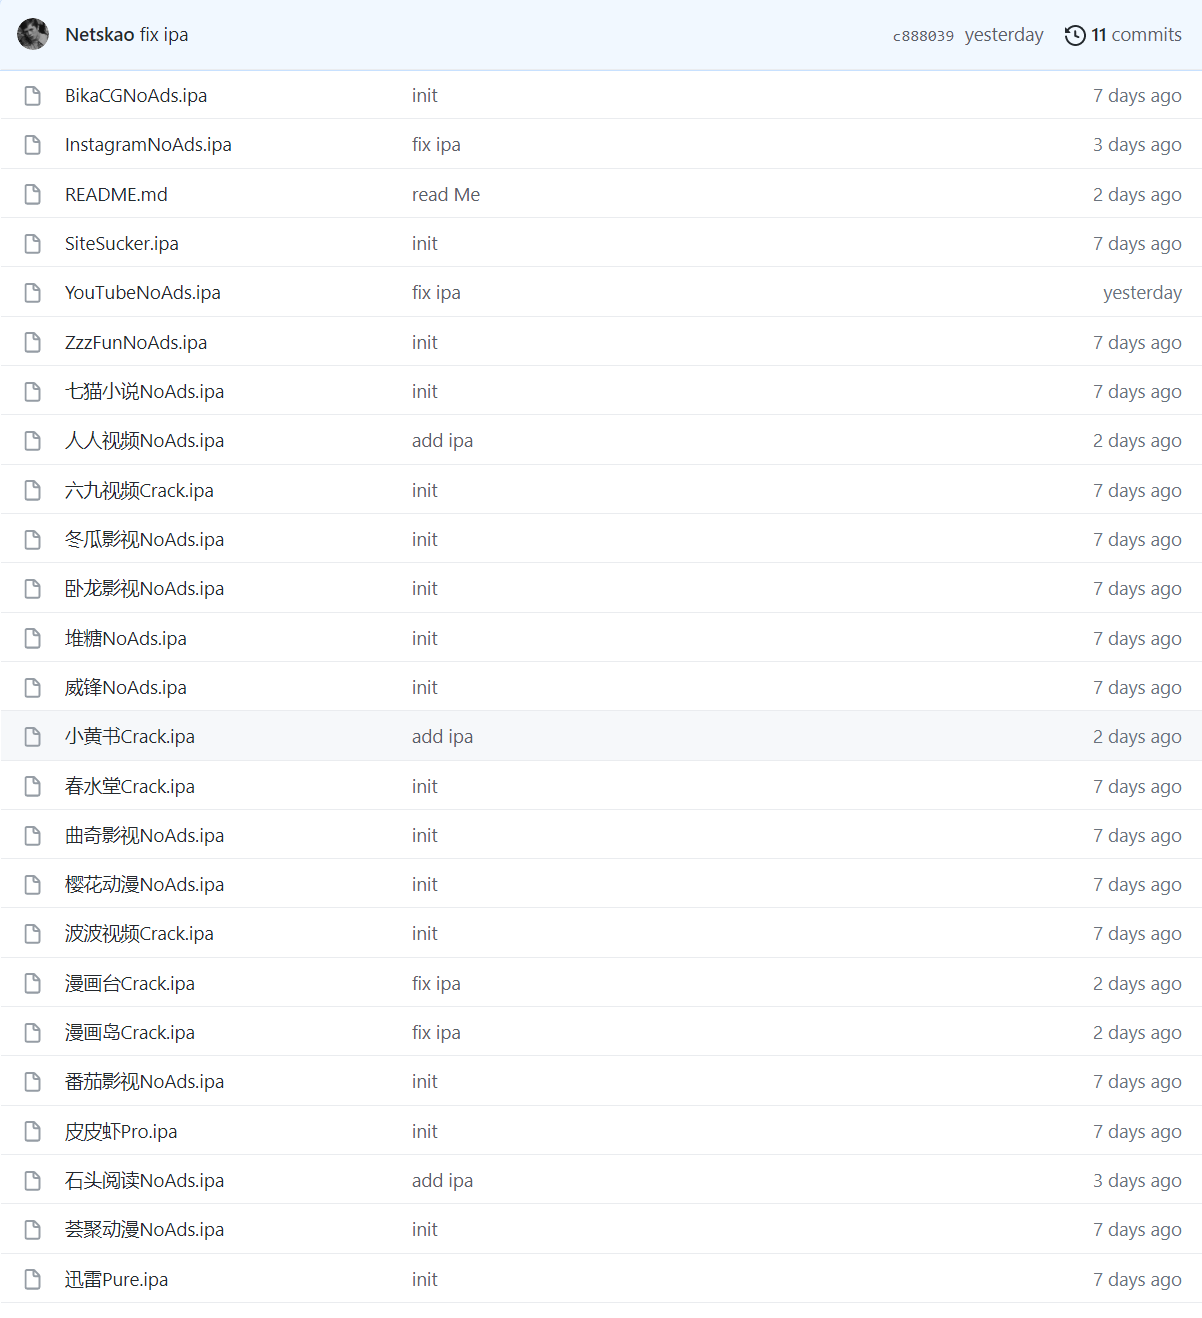 Netskao fix ipa c888039 yesterday 11 commits
BikaCGNoAds.ipa init 7 days ago
InstagramNoAds.ipa fix ipa 3 days ago
README.md read Me 2 days ago
SiteSucker.ipa init 7 days ago
YouTubeNoAds.ipa fix ipa yesterday
ZzzFunNoAds.ipa init 7 days ago
七猫小说NoAds.ipa init 7 days ago
人人视频NoAds.ipa add ipa 2 days ago
六九视频Crack.ipa init 7 days ago
冬瓜影视NoAds.ipa init 7 days ago
卧龙影视NoAds.ipa init 7 days ago
堆糖NoAds.ipa init 7 days ago
威锋NoAds.ipa init 7 days ago
小黄书Crack.ipa add ipa 2 days ago
春水堂Crack.ipa init 7 days ago
曲奇影视NoAds.ipa init 7 days ago
樱花动漫NoAds.ipa init 7 days ago
波波视频Crack.ipa init 7 days ago
漫画台Crack.ipa fix ipa 2 days ago
漫画岛Crack.ipa fix ipa 2 days ago
番茄影视NoAds.ipa init 7 days ago
皮皮虾Pro.ipa init 7 days ago
石头阅读NoAds.ipa add ipa 3 days ago
荟聚动漫NoAds.ipa init 7 days ago
迅雷Pure.ipa init 7 days ago